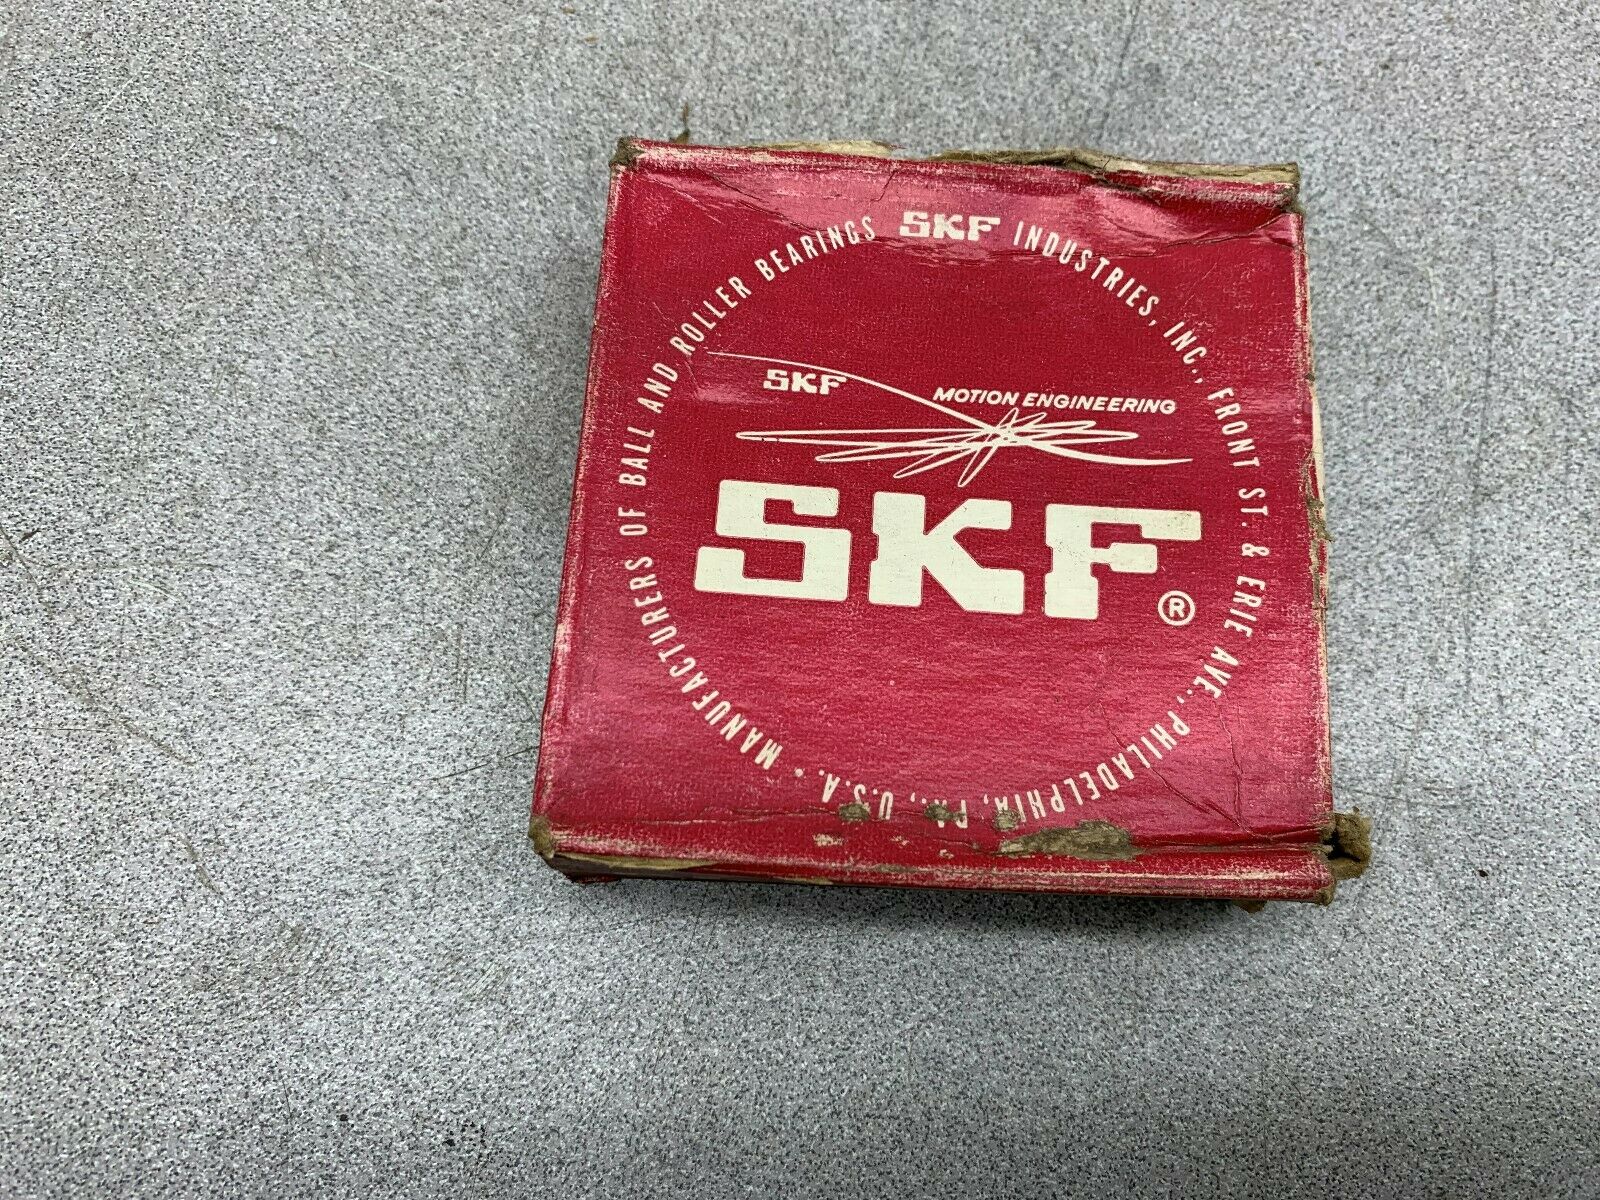 SKF INDUSTRIES, INC., FRONT ST. & ERIE AVE., PHILADELPHIA, PA., U.S.A. • MANUFACTURERS OF BALL AND ROLLER BEARINGS
SKF
MOTION ENGINEERING
SKF®